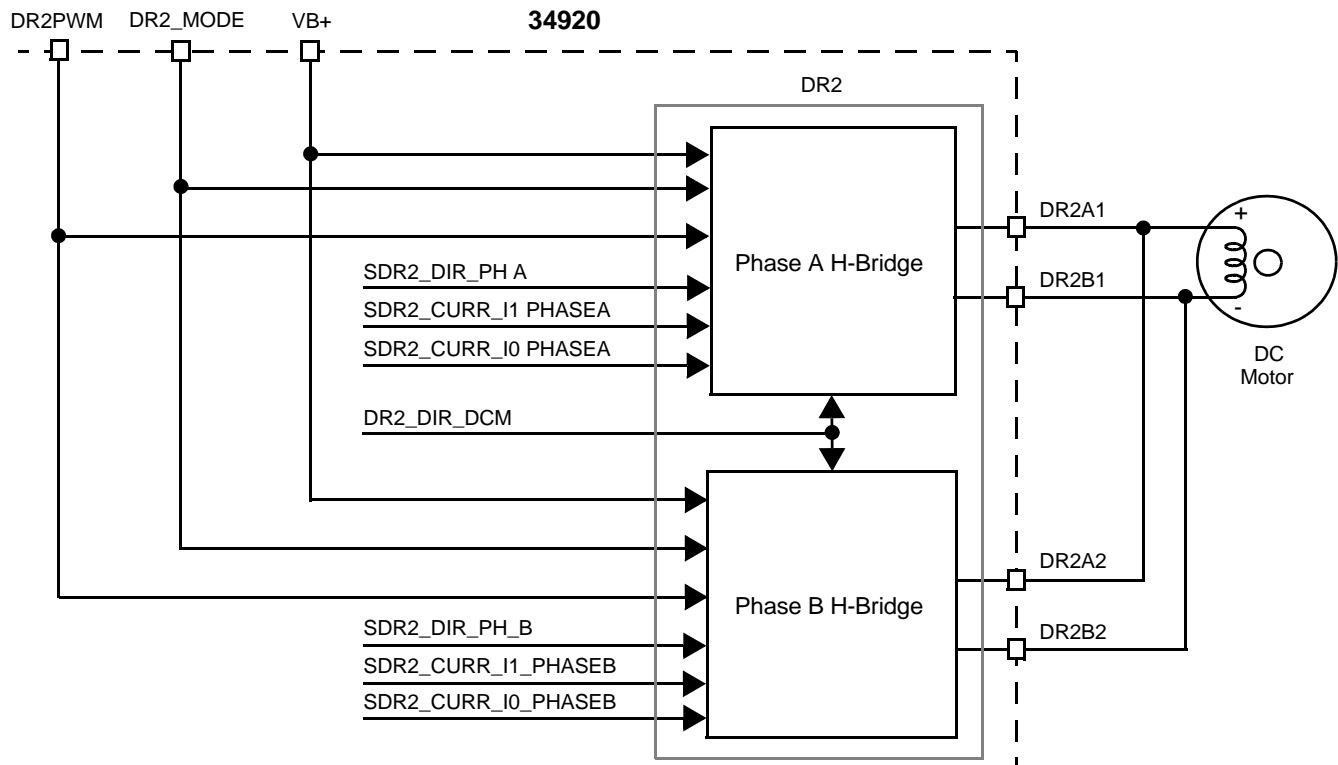 DR2PWM
DR2_MODE
VB+
34920
DR2
Phase A H-Bridge
SDR2_DIR_PH A
SDR2_CURR_I1 PHASEA
SDR2_CURR_I0 PHASEA
DR2_DIR_DCM
DR2A1
DR2B1
+
-
DC
Motor
Phase B H-Bridge
SDR2_DIR_PH_B
SDR2_CURR_I1_PHASEB
SDR2_CURR_I0_PHASEB
DR2A2
DR2B2